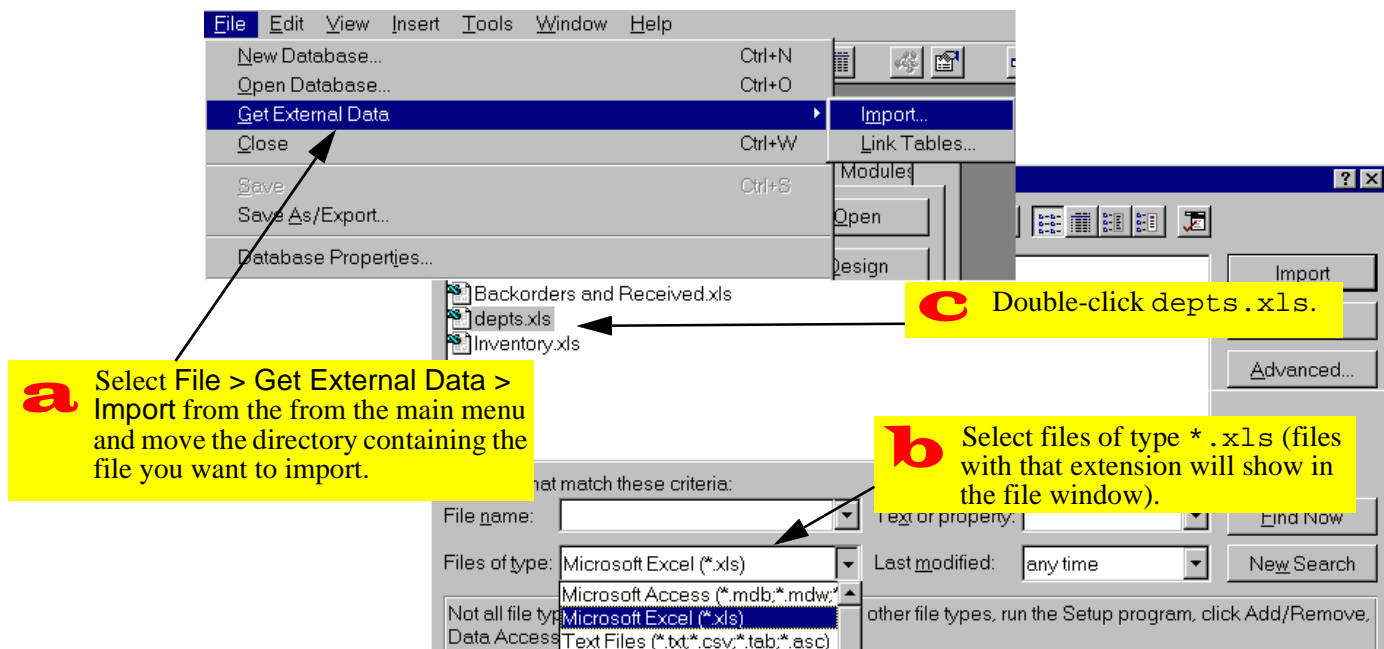 File Edit View Insert Tools Window Help
New Database... Ctrl+N
Open Database... Ctrl+O
Get External Data
Import...
Close Ctrl+W
Link Tables...
Save Ctrl+S
Modules
Save As/Export...
Open
Database Properties...
Design
Import
Backorders and Received.xls
depts.xls
Inventory.xls
c Double-click depts.xls.
Advanced...
a Select File > Get External Data >
Import from the from the main menu
and move the directory containing the
file you want to import.
b Select files of type *.xls (files
with that extension will show in
the file window).
that match these criteria:
File name:
Text or property:
Find Now
Files of type: Microsoft Excel (*.xls)
Last modified: any time
New Search
Microsoft Access (*.mdb;*.mdw;*
Microsoft Excel (*.xls)
Text Files (*.txt;*.csv;*.tab;*.asc)
Not all file typ other file types, run the Setup program, click Add/Remove,
Data Access